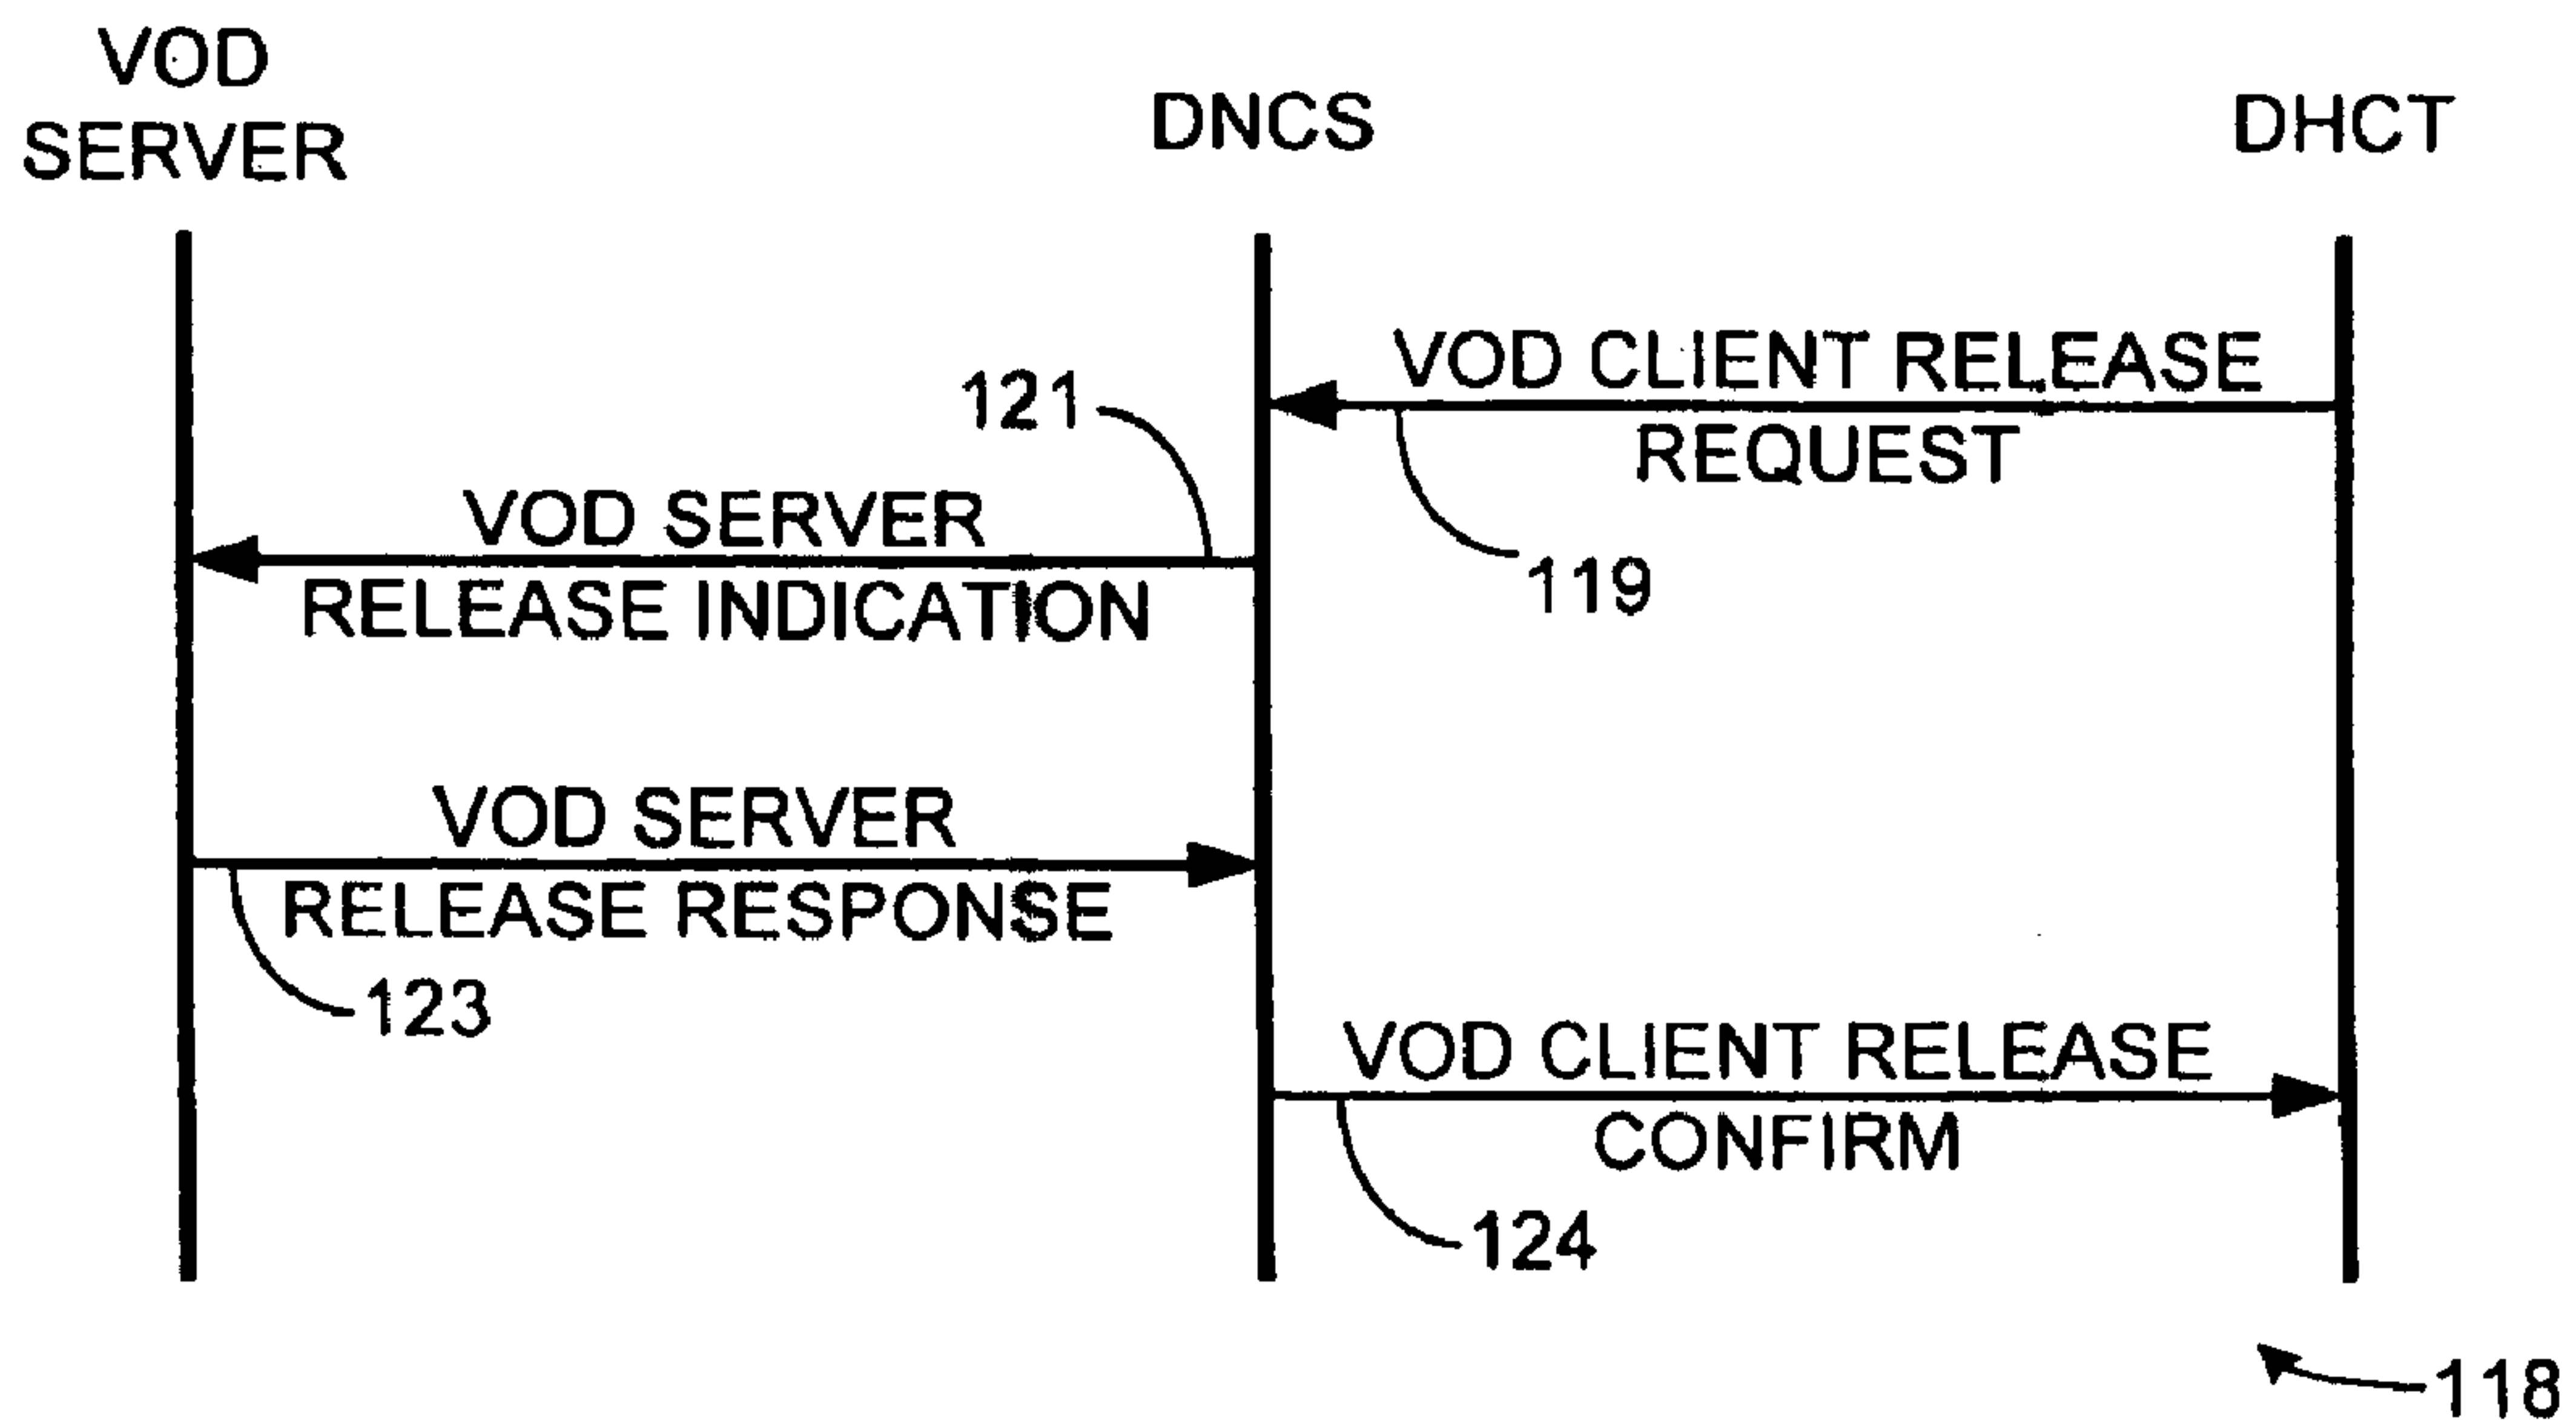 VOD
SERVER
DNCS
DHCT
VOD CLIENT RELEASE
REQUEST
119
121
VOD SERVER
RELEASE INDICATION
VOD SERVER
RELEASE RESPONSE
123
VOD CLIENT RELEASE
CONFIRM
124
118